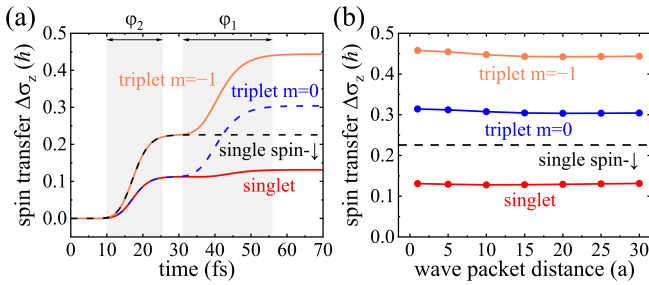 (a)
φ₂
φ₁
0.5
0.4
0.3
0.2
0.1
0.0
spin transfer Δσz (ħ)
triplet m=−1
triplet m=0
single spin-↓
singlet
0
10
20
30
40
50
60
70
time (fs)
(b)
0.5
0.4
0.3
0.2
0.1
0.0
spin transfer Δσz (ħ)
triplet m=−1
triplet m=0
single spin-↓
singlet
0
5
10
15
20
25
30
wave packet distance (a)